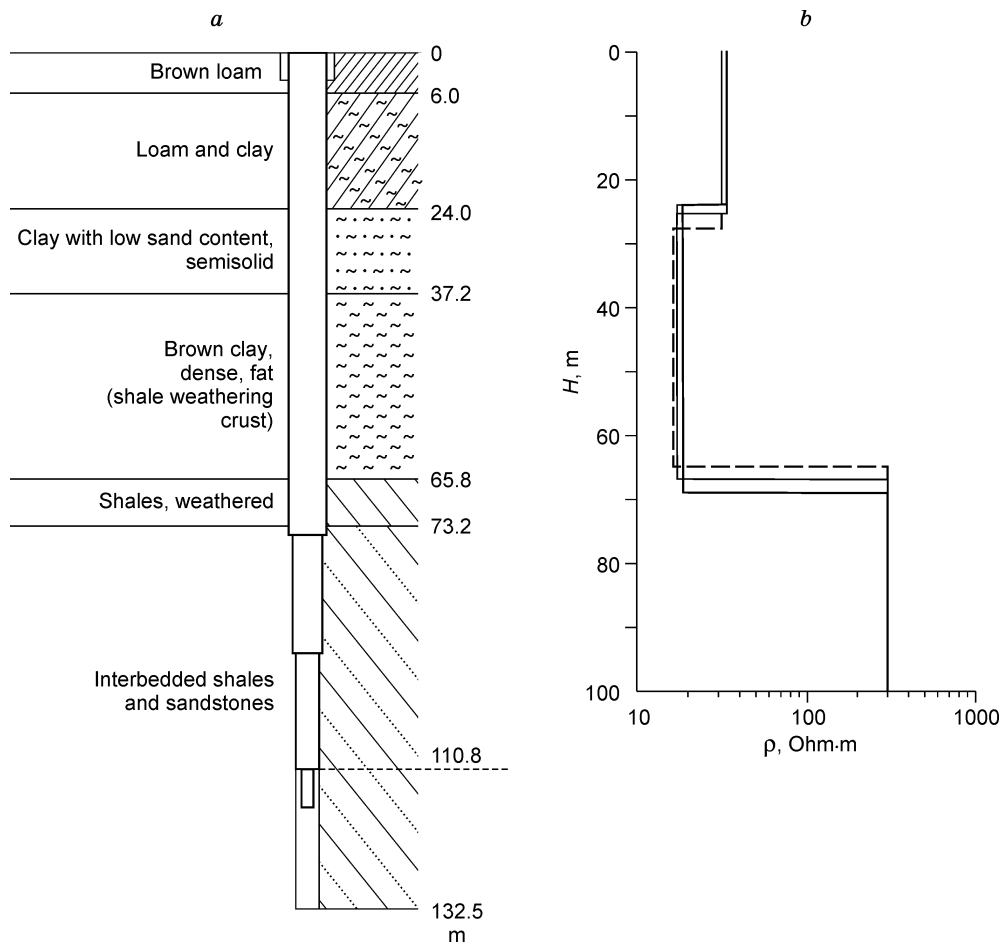 a
0
Brown loam
6.0
Loam and clay
24.0
Clay with low sand content,
semisolid
37.2
Brown clay,
dense, fat
(shale weathering
crust)
65.8
Shales, weathered
73.2
Interbedded shales
and sandstones
110.8
132.5
m
b
0
20
40
60
80
100
H, m
10
100
1000
ρ, Ohm·m